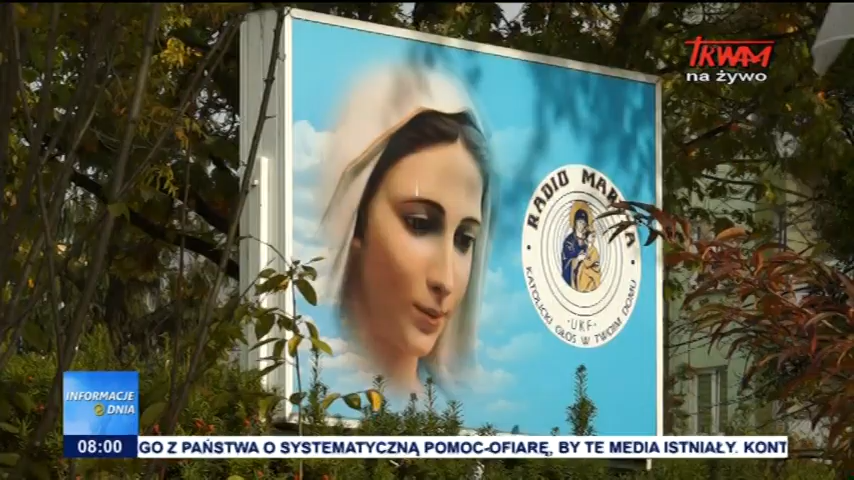 TRWAM
na żywo
RADIO MARYJA
KATOLICKI GŁOS W TWOIM DOMU
UKF
INFORMACJE
DNIA
08:00
GO Z PAŃSTWA O SYSTEMATYCZNĄ POMOC-OFIARĘ, BY TE MEDIA ISTNIAŁY. KONT